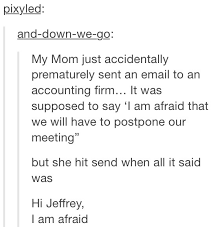 pixyled:
and-down-we-go:
My Mom just accidentally
prematurely sent an email to an
accounting firm... It was
supposed to say ‘I am afraid that
we will have to postpone our
meeting”
but she hit send when all it said
was
Hi Jeffrey,
I am afraid